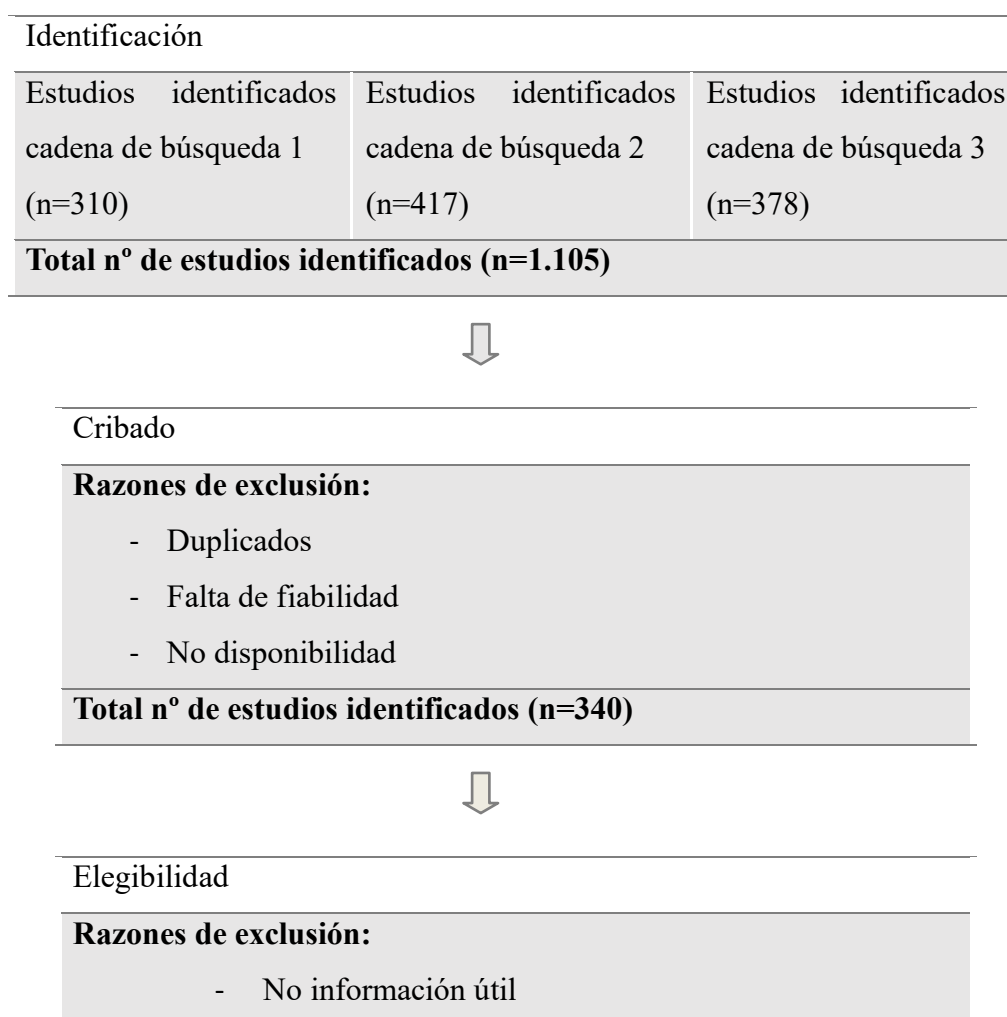 Identificación
Estudios identificados cadena de búsqueda 1 (n=310)
Estudios identificados cadena de búsqueda 2 (n=417)
Estudios identificados cadena de búsqueda 3 (n=378)
Total nº de estudios identificados (n=1.105)
Cribado
Razones de exclusión:
- Duplicados
- Falta de fiabilidad
- No disponibilidad
Total nº de estudios identificados (n=340)
Elegibilidad
Razones de exclusión:
- No información útil